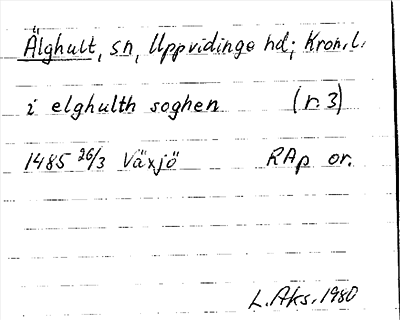 Älghult, sn, Uppvidinge hd; Kron.l.
i elghulth soghen (r. 3)
1485 26/3 Växjö RAp or.
L. Aks. 1980